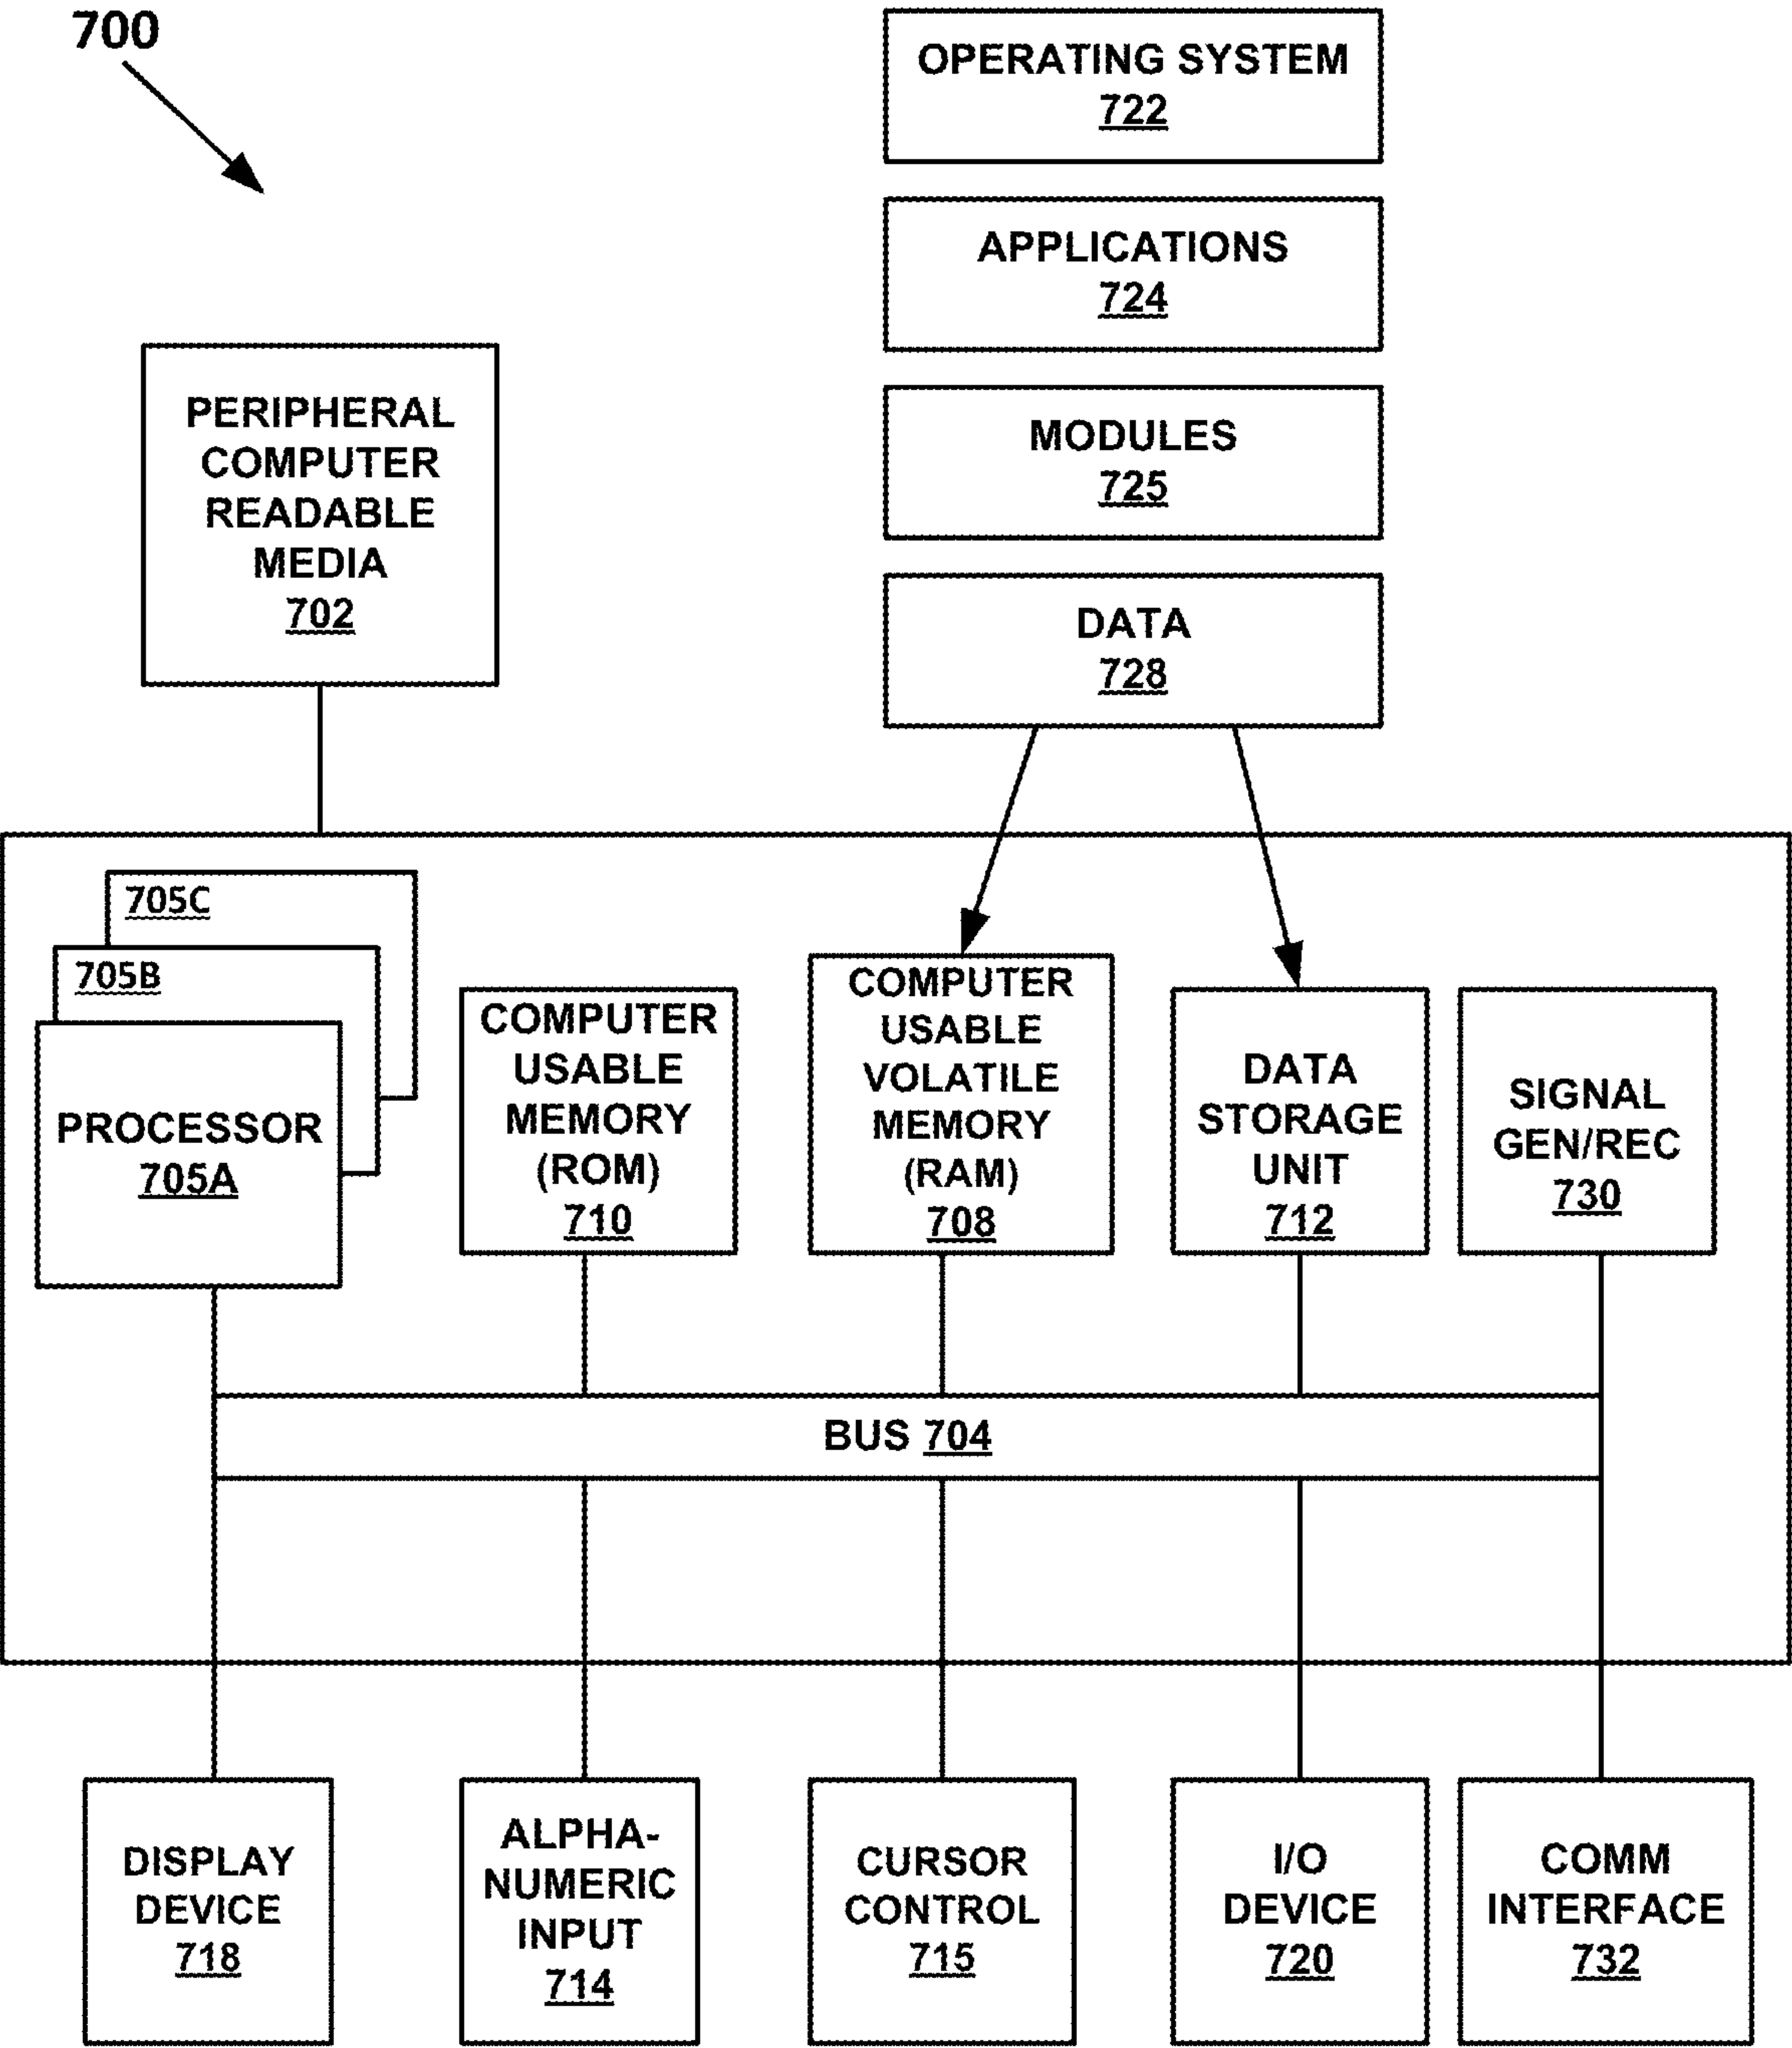 700
OPERATING SYSTEM
722
APPLICATIONS
724
MODULES
725
DATA
728
PERIPHERAL
COMPUTER
READABLE
MEDIA
702
705C
705B
PROCESSOR
705A
COMPUTER
USABLE
MEMORY
(ROM)
710
COMPUTER
USABLE
VOLATILE
MEMORY
(RAM)
708
DATA
STORAGE
UNIT
712
SIGNAL
GEN/REC
730
BUS 704
DISPLAY
DEVICE
718
ALPHA-
NUMERIC
INPUT
714
CURSOR
CONTROL
715
I/O
DEVICE
720
COMM
INTERFACE
732